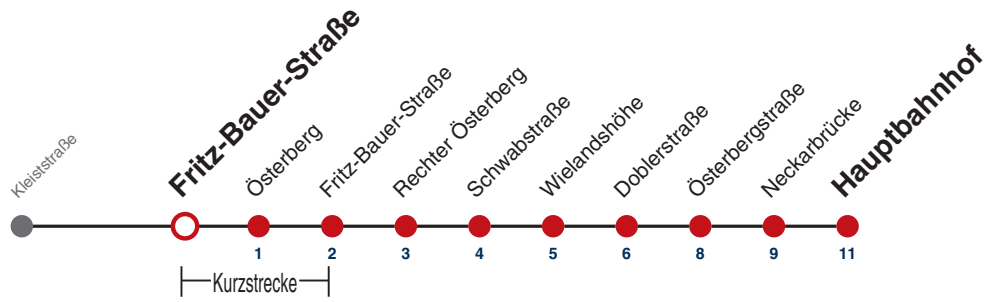 Kleiststraße
Fritz-Bauer-Straße
Österberg
Fritz-Bauer-Straße
Rechter Österberg
Schwabstraße
Wielandshöhe
Doblerstraße
Österbergstraße
Neckarbrücke
Hauptbahnhof
1 2 3 4 5 6 8 9 11
Kurzstrecke